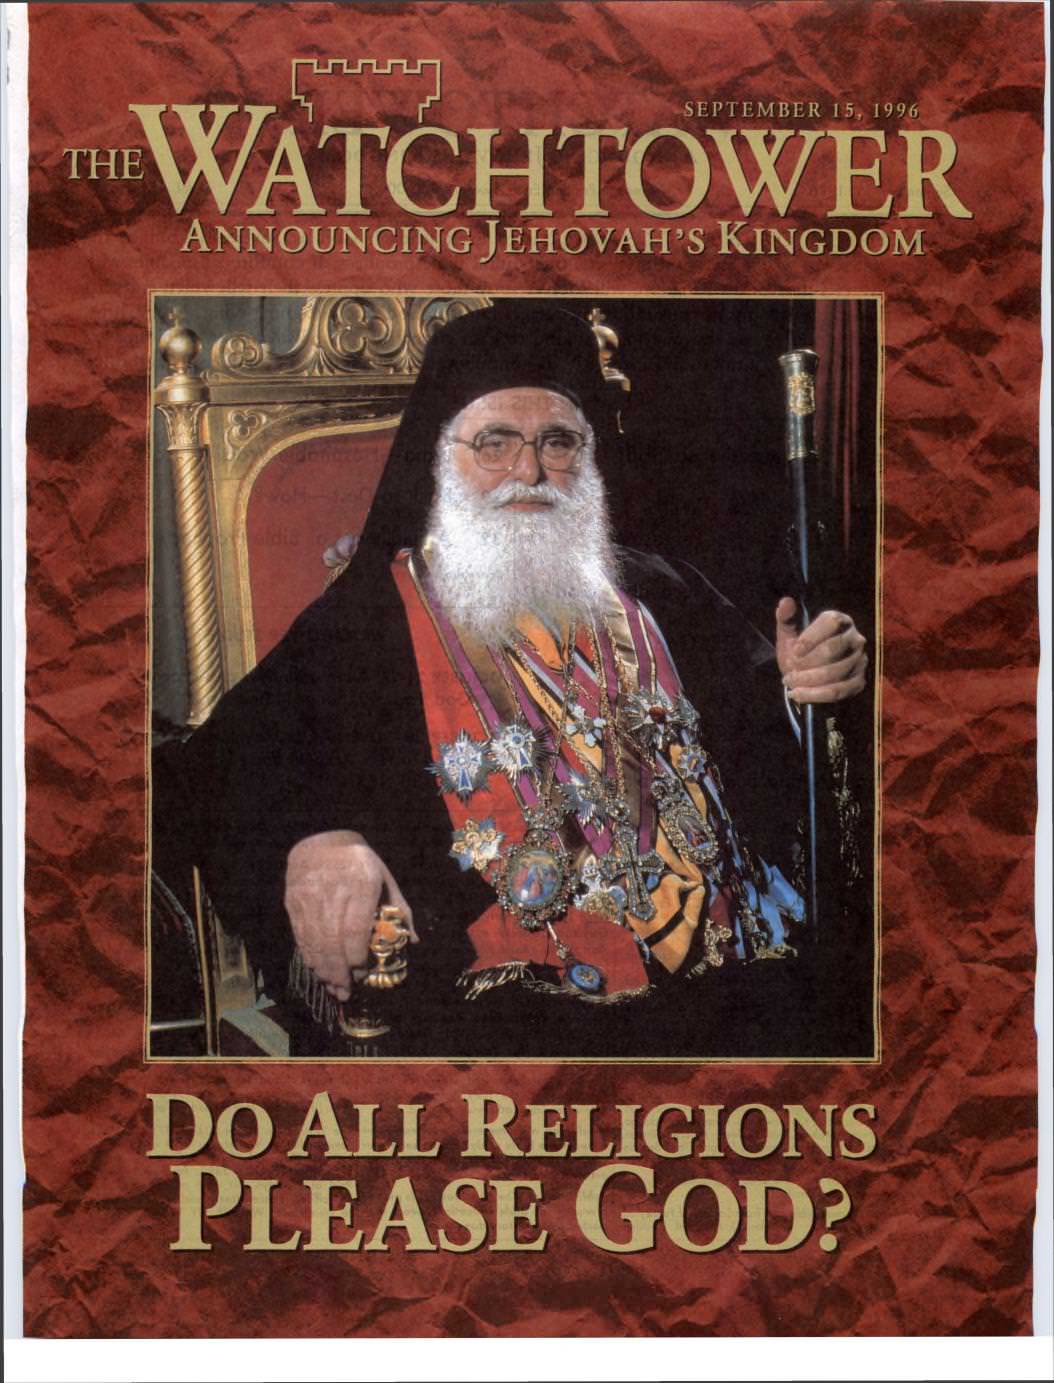 SEPTEMBER 15, 1996
THE WATCHTOWER
ANNOUNCING JEHOVAH'S KINGDOM
DO ALL RELIGIONS
PLEASE GOD?